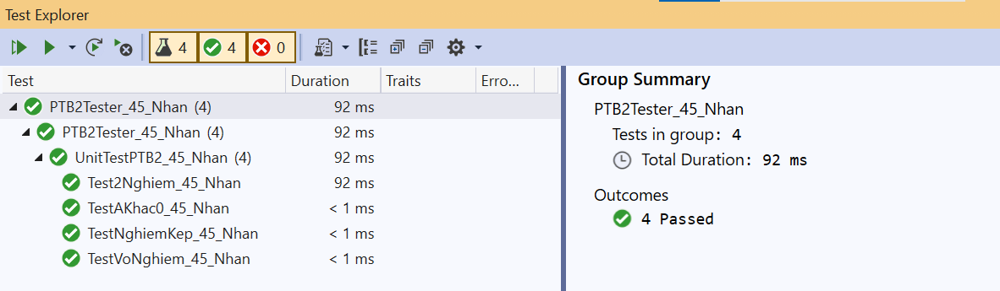 Test Explorer
4 4 0
Test Duration Traits Erro...
PTB2Tester_45_Nhan (4) 92 ms
PTB2Tester_45_Nhan (4) 92 ms
UnitTestPTB2_45_Nhan (4) 92 ms
Test2Nghiem_45_Nhan 92 ms
TestAKhac0_45_Nhan < 1 ms
TestNghiemKep_45_Nhan < 1 ms
TestVoNghiem_45_Nhan < 1 ms
Group Summary
PTB2Tester_45_Nhan
Tests in group: 4
Total Duration: 92 ms
Outcomes
4 Passed